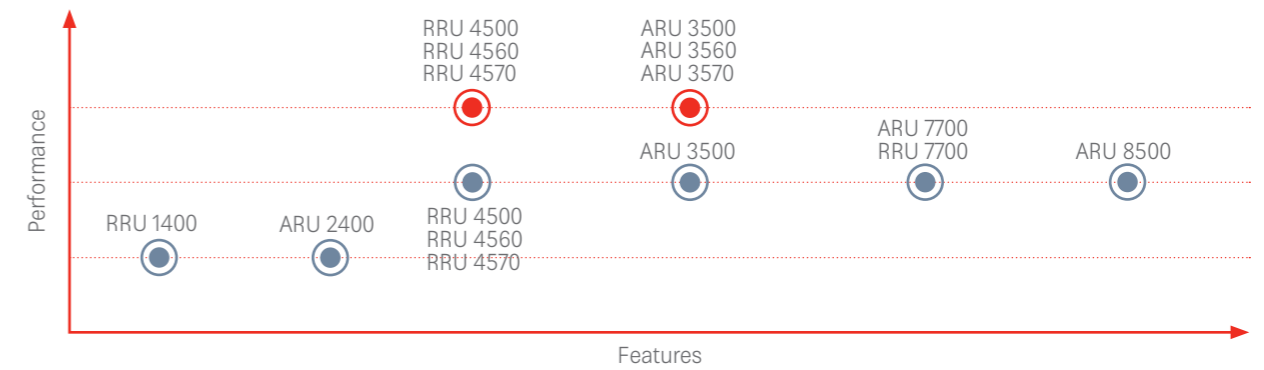 Performance
RRU 4500
RRU 4560
RRU 4570
ARU 3500
ARU 3560
ARU 3570
ARU 3500
ARU 7700
RRU 7700
ARU 8500
RRU 1400
ARU 2400
RRU 4500
RRU 4560
RRU 4570
Features